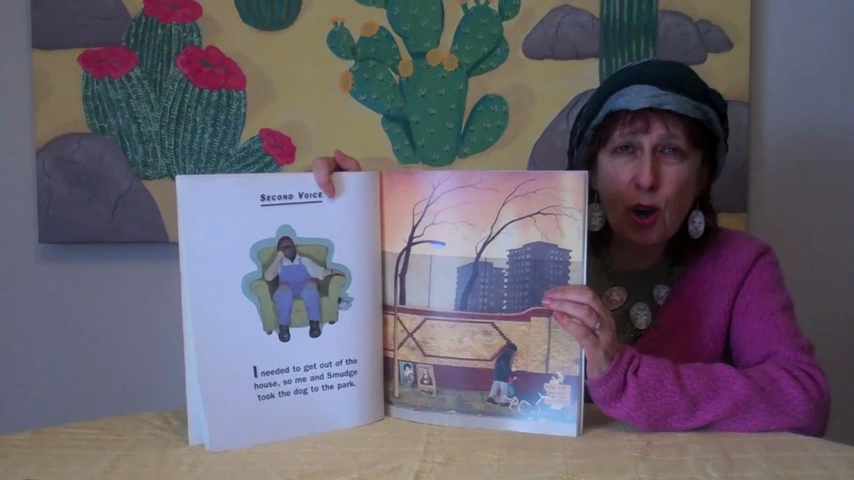 SECOND VOICE
I needed to get out of the
house, so me and Smudge
took the dog to the park.